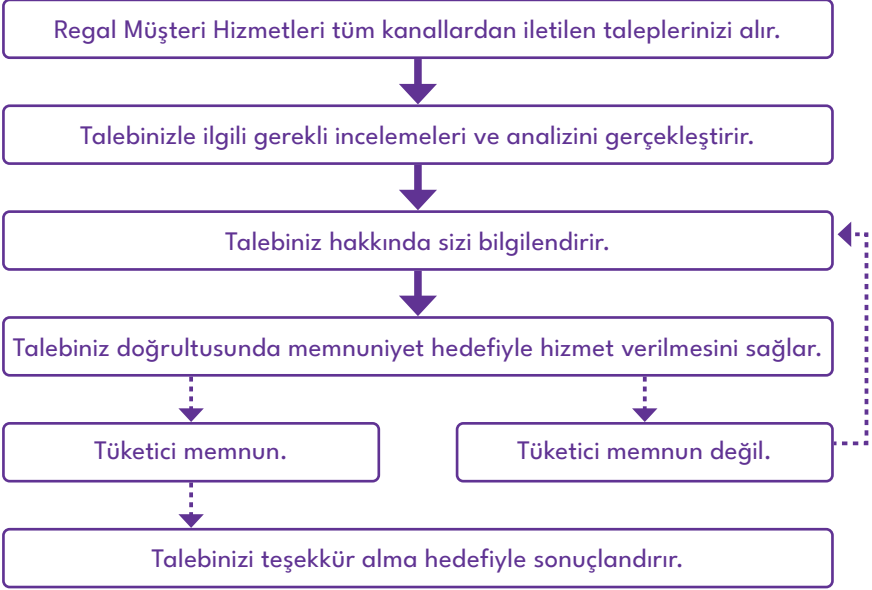 Regal Müşteri Hizmetleri tüm kanallardan iletilen taleplerinizi alır.
Talebinizle ilgili gerekli incelemeleri ve analizini gerçekleştirir.
Talebiniz hakkında sizi bilgilendirir.
Talebiniz doğrultusunda memnuniyet hedefiyle hizmet verilmesini sağlar.
Tüketici memnun.
Tüketici memnun değil.
Talebinizi teşekkür alma hedefiyle sonuçlandırır.